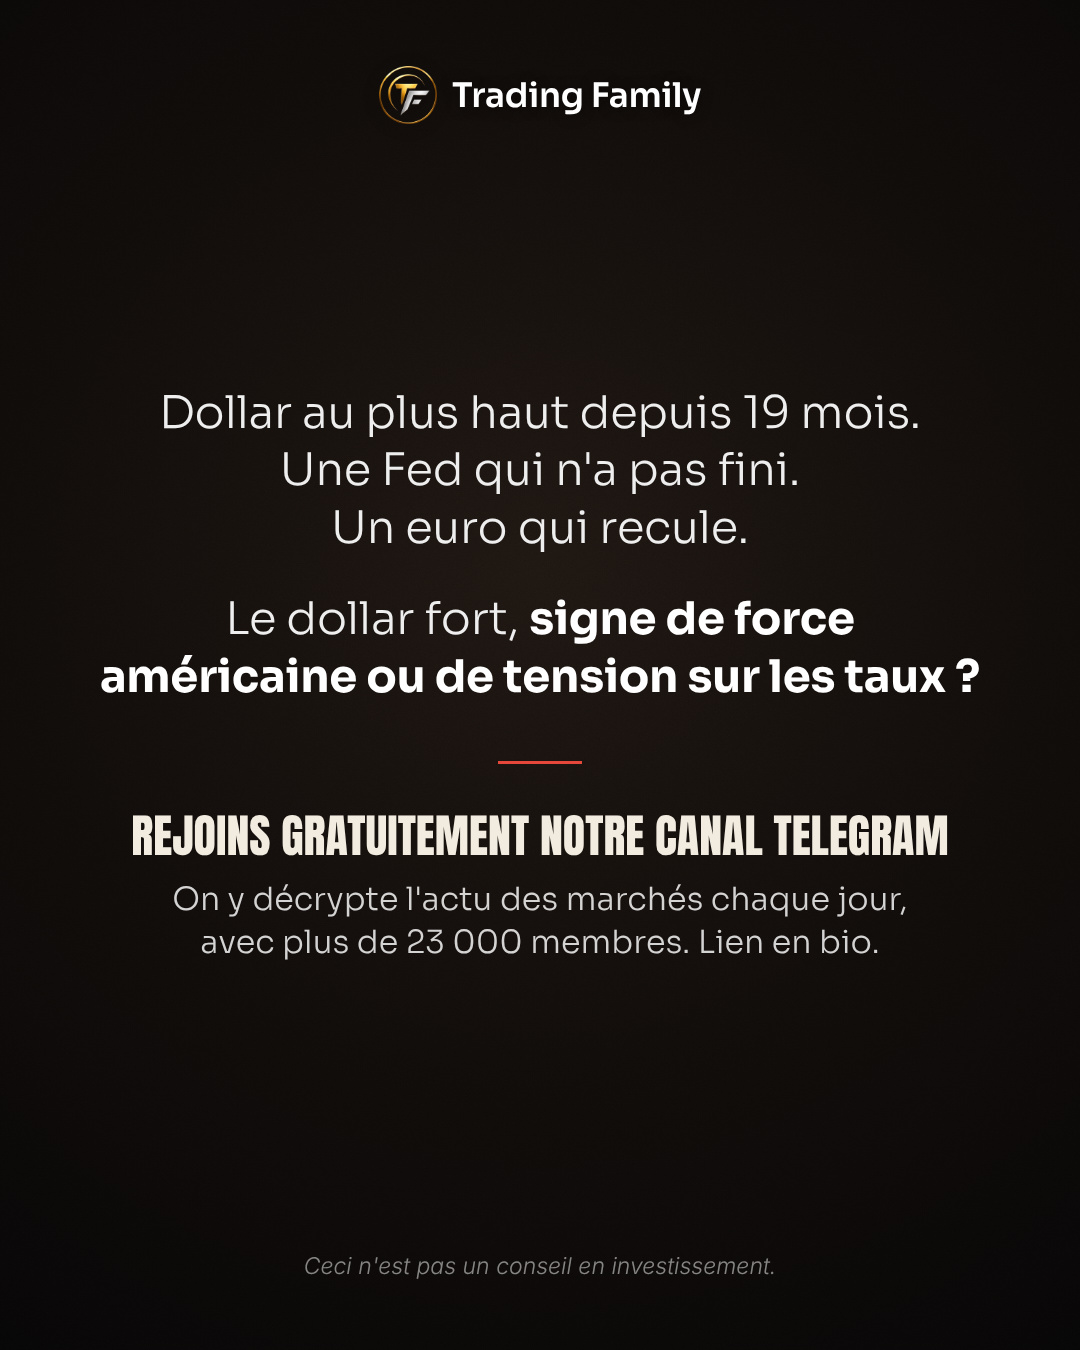 TF Trading Family
Dollar au plus haut depuis 19 mois.
Une Fed qui n'a pas fini.
Un euro qui recule.
Le dollar fort, signe de force
américaine ou de tension sur les taux ?
REJOINS GRATUITEMENT NOTRE CANAL TELEGRAM
On y décrypte l'actu des marchés chaque jour,
avec plus de 23 000 membres. Lien en bio.
Ceci n'est pas un conseil en investissement.